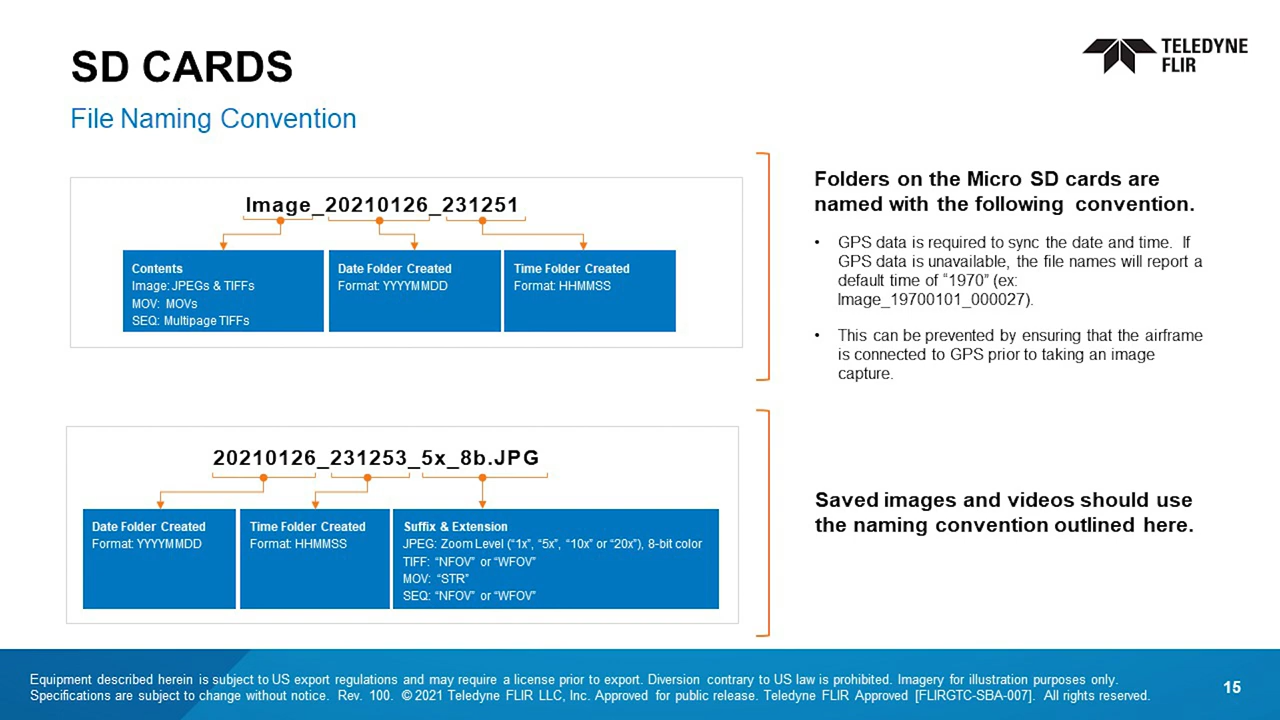 SD CARDS
TELEDYNE
FLIR
File Naming Convention
Image_20210126_231251
Contents
Image: JPEGs & TIFFs
MOV: MOVs
SEQ: Multipage TIFFs
Date Folder Created
Format: YYYYMMDD
Time Folder Created
Format: HHMMSS
Folders on the Micro SD cards are
named with the following convention.
• GPS data is required to sync the date and time. If
GPS data is unavailable, the file names will report a
default time of “1970” (ex:
Image_19700101_000027).
• This can be prevented by ensuring that the airframe
is connected to GPS prior to taking an image
capture.
20210126_231253_5x_8b.JPG
Date Folder Created
Format: YYYYMMDD
Time Folder Created
Format: HHMMSS
Suffix & Extension
JPEG: Zoom Level (“1x”, “5x”, “10x” or “20x”), 8-bit color
TIFF: “NFOV” or “WFOV”
MOV: “STR”
SEQ: “NFOV” or “WFOV”
Saved images and videos should use
the naming convention outlined here.
Equipment described herein is subject to US export regulations and may require a license prior to export. Diversion contrary to US law is prohibited. Imagery for illustration purposes only.
Specifications are subject to change without notice. Rev. 100. © 2021 Teledyne FLIR LLC, Inc. Approved for public release. Teledyne FLIR Approved [FLIRGTC-SBA-007]. All rights reserved.
15